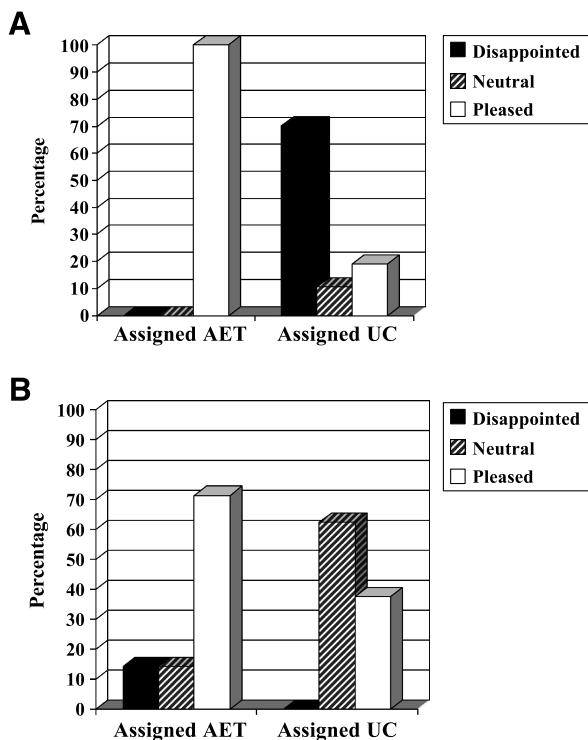 A
100
90
80
70
60
50
40
30
20
10
0
Percentage
Assigned AET
Assigned UC
Disappointed
Neutral
Pleased
B
100
90
80
70
60
50
40
30
20
10
0
Percentage
Assigned AET
Assigned UC
Disappointed
Neutral
Pleased